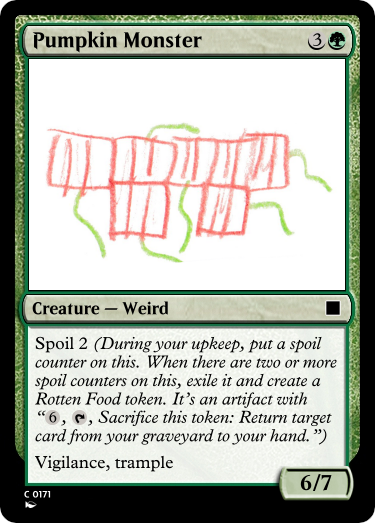 Pumpkin Monster 3
Creature — Weird
Spoil 2 (During your upkeep, put a spoil
counter on this. When there are two or more
spoil counters on this, exile it and create a
Rotten Food token. It's an artifact with
“6, , Sacrifice this token: Return target
card from your graveyard to your hand.”)
Vigilance, trample
6/7
C 0171